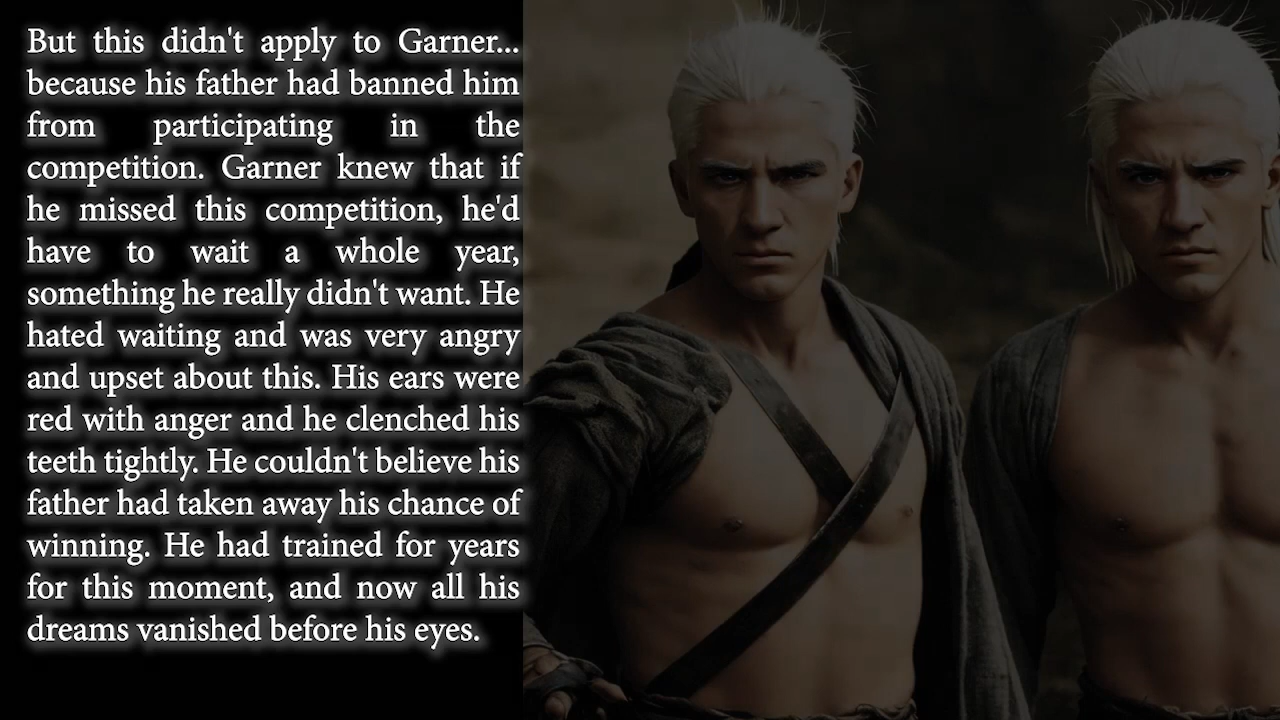 But this didn't apply to Garner...
because his father had banned him
from participating in the
competition. Garner knew that if
he missed this competition, he'd
have to wait a whole year,
something he really didn't want. He
hated waiting and was very angry
and upset about this. His ears were
red with anger and he clenched his
teeth tightly. He couldn't believe his
father had taken away his chance of
winning. He had trained for years
for this moment, and now all his
dreams vanished before his eyes.